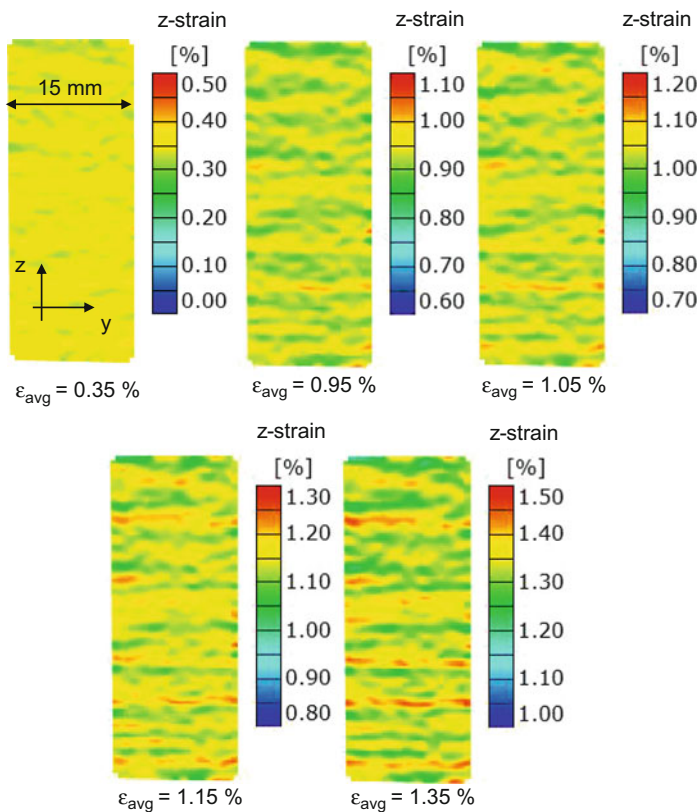 z-strain
[%]
0.50
0.40
0.30
0.20
0.10
0.00
15 mm
z
y
εavg = 0.35 %
z-strain
[%]
1.10
1.00
0.90
0.80
0.70
0.60
εavg = 0.95 %
z-strain
[%]
1.20
1.10
1.00
0.90
0.80
0.70
εavg = 1.05 %
z-strain
[%]
1.30
1.20
1.10
1.00
0.90
0.80
εavg = 1.15 %
z-strain
[%]
1.50
1.40
1.30
1.20
1.10
1.00
εavg = 1.35 %